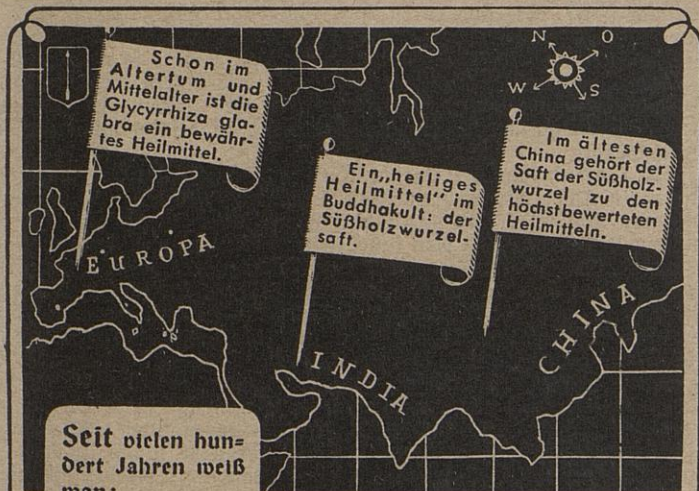 Schon im
Altertum und
Mittelalter ist die
Glycyrrhiza gla-
bra ein bewähr-
tes Heilmittel.
N
O
W
S
Ein „heiliges
Heilmittel" im
Buddhakult: der
Süßholzwurzel-
saft.
Im ältesten
China gehört der
Saft der Süßholz-
wurzel zu den
höchstbewerteten
Heilmitteln.
EUROPA
INDIA
CHINA
Seit vielen hun=
dert Jahren weiß
man: